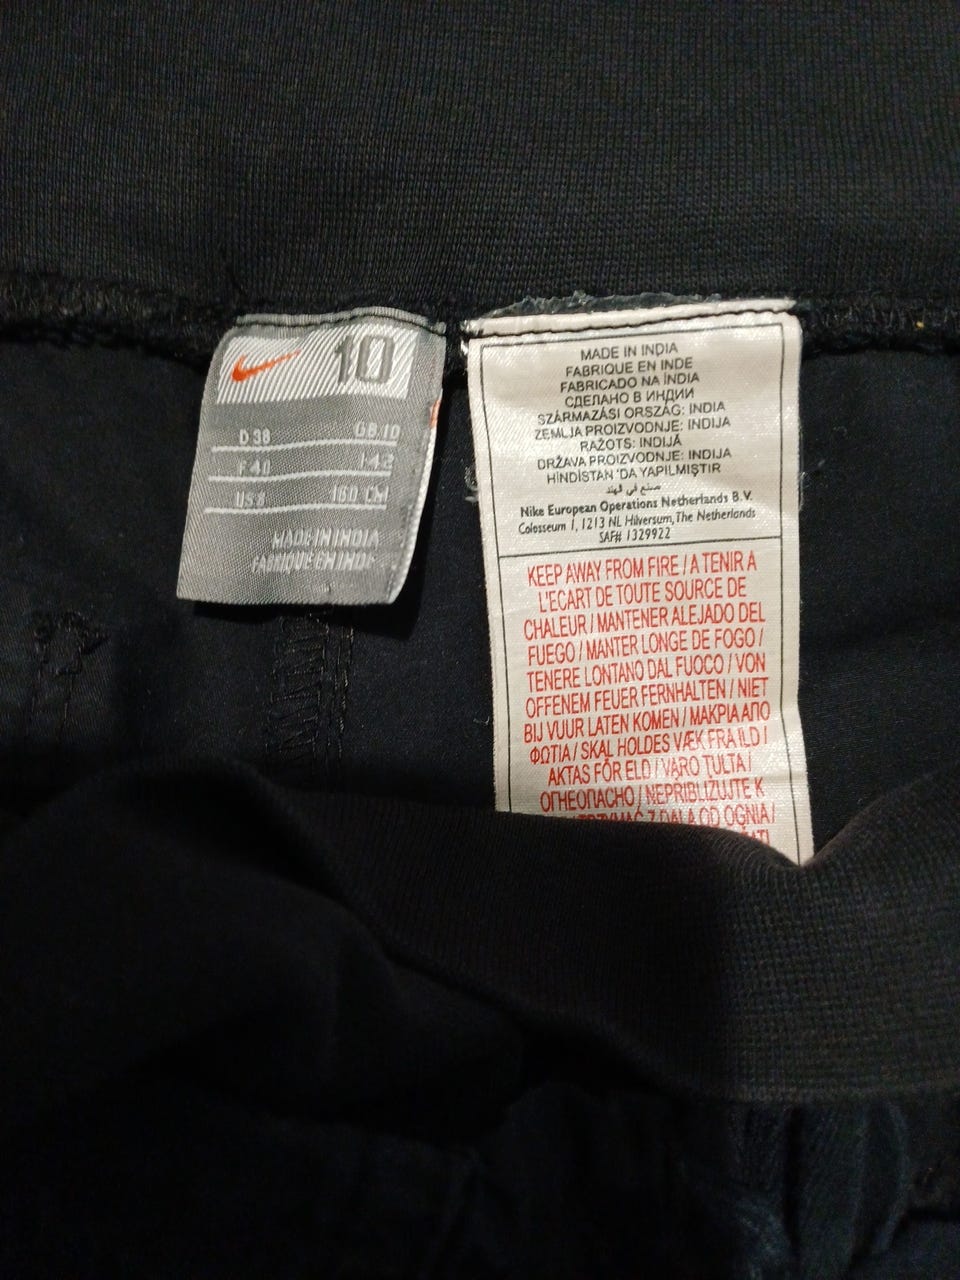 10
D 38 GB 10
F 40 I 42
US 8 160 CM
MADE IN INDIA
FABRIQUE EN INDE
MADE IN INDIA
FABRIQUE EN INDE
FABRICADO NA ÍNDIA
СДЕЛАНО В ИНДИИ
SZÁRMAZÁSI ORSZÁG: INDIA
ZEMLJA PROIZVODNJE: INDIJA
RAŽOTS: INDIJĀ
DRŽAVA PROIZVODNJE: INDIJA
HİNDİSTAN 'DA YAPILMIŞTIR
صنع في الهند
Nike European Operations Netherlands B.V.
Colosseum 1, 1213 NL Hilversum, The Netherlands
SAF# 1329922
KEEP AWAY FROM FIRE / A TENIR A
L'ECART DE TOUTE SOURCE DE
CHALEUR / MANTENER ALEJADO DEL
FUEGO / MANTER LONGE DE FOGO /
TENERE LONTANO DAL FUOCO / VON
OFFENEM FEUER FERNHALTEN / NIET
BIJ VUUR LATEN KOMEN / ΜΑΚΡΙΑ ΑΠΟ
ΦΩΤΙΑ / SKAL HOLDES VÆK FRA ILD /
AKTAS FÖR ELD / VARO TULTA /
ОГНЕОПАСНО / NEPŘIBLIZUJTE K
Z DALA OD OGNIA /